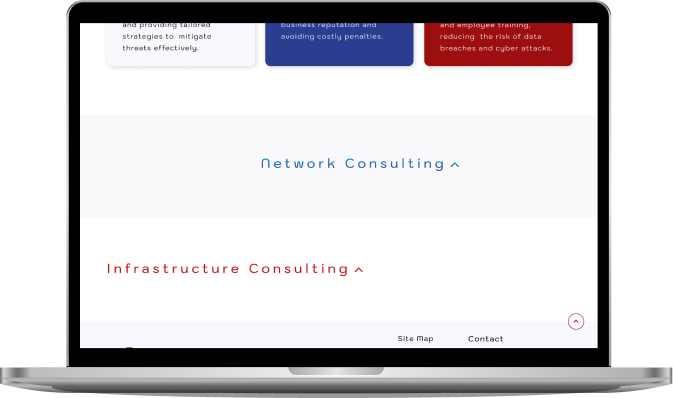 and providing tailored
strategies to mitigate
threats effectively.
business reputation and
avoiding costly penalties.
and employee training,
reducing the risk of data
breaches and cyber attacks.
Network Consulting
Infrastructure Consulting
Site Map
Contact